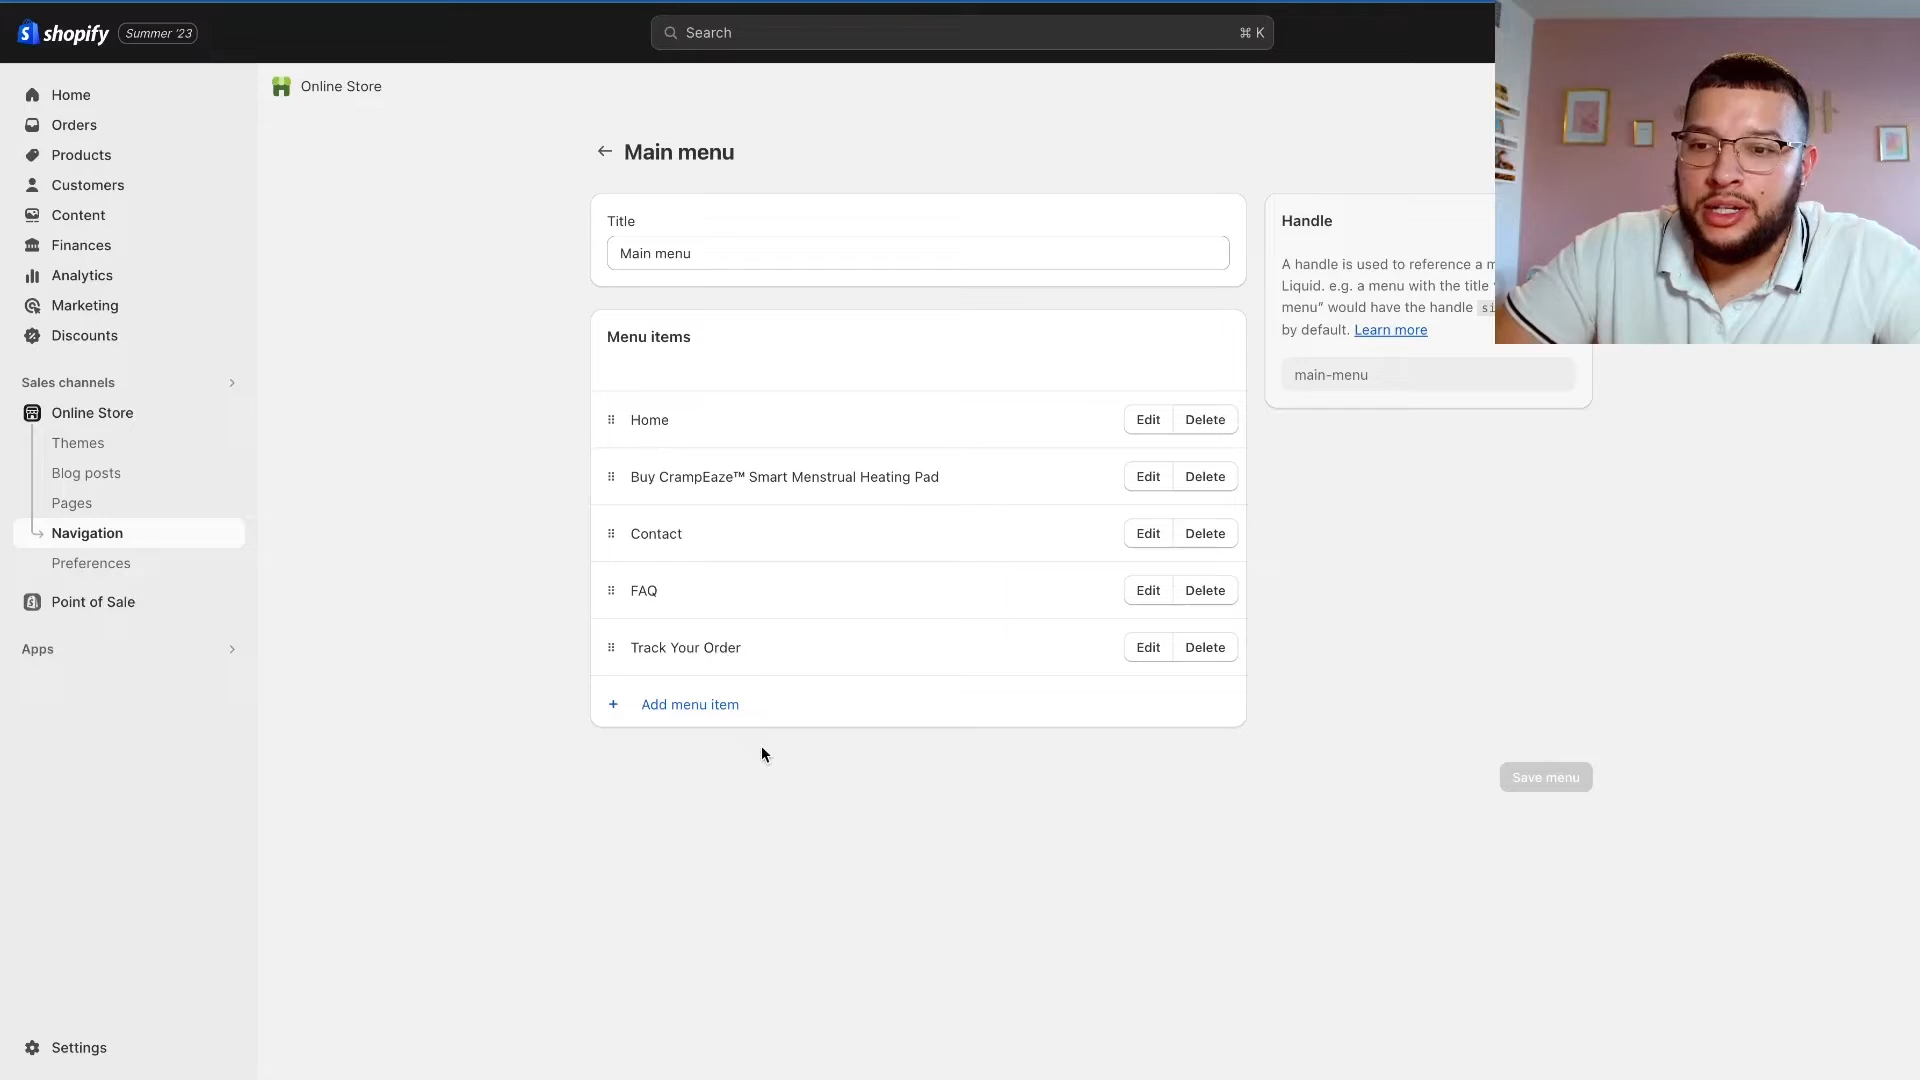 shopify Summer '23
Search
⌘ K
Home
Orders
Products
Customers
Content
Finances
Analytics
Marketing
Discounts
Sales channels
Online Store
Themes
Blog posts
Pages
Navigation
Preferences
Point of Sale
Apps
Settings
Online Store
Main menu
Title
Main menu
Menu items
Home Edit Delete
Buy CrampEaze™ Smart Menstrual Heating Pad Edit Delete
Contact Edit Delete
FAQ Edit Delete
Track Your Order Edit Delete
+ Add menu item
Handle
A handle is used to reference a
Liquid. e.g. a menu with the title
menu” would have the handle
by default. Learn more
main-menu
Save menu